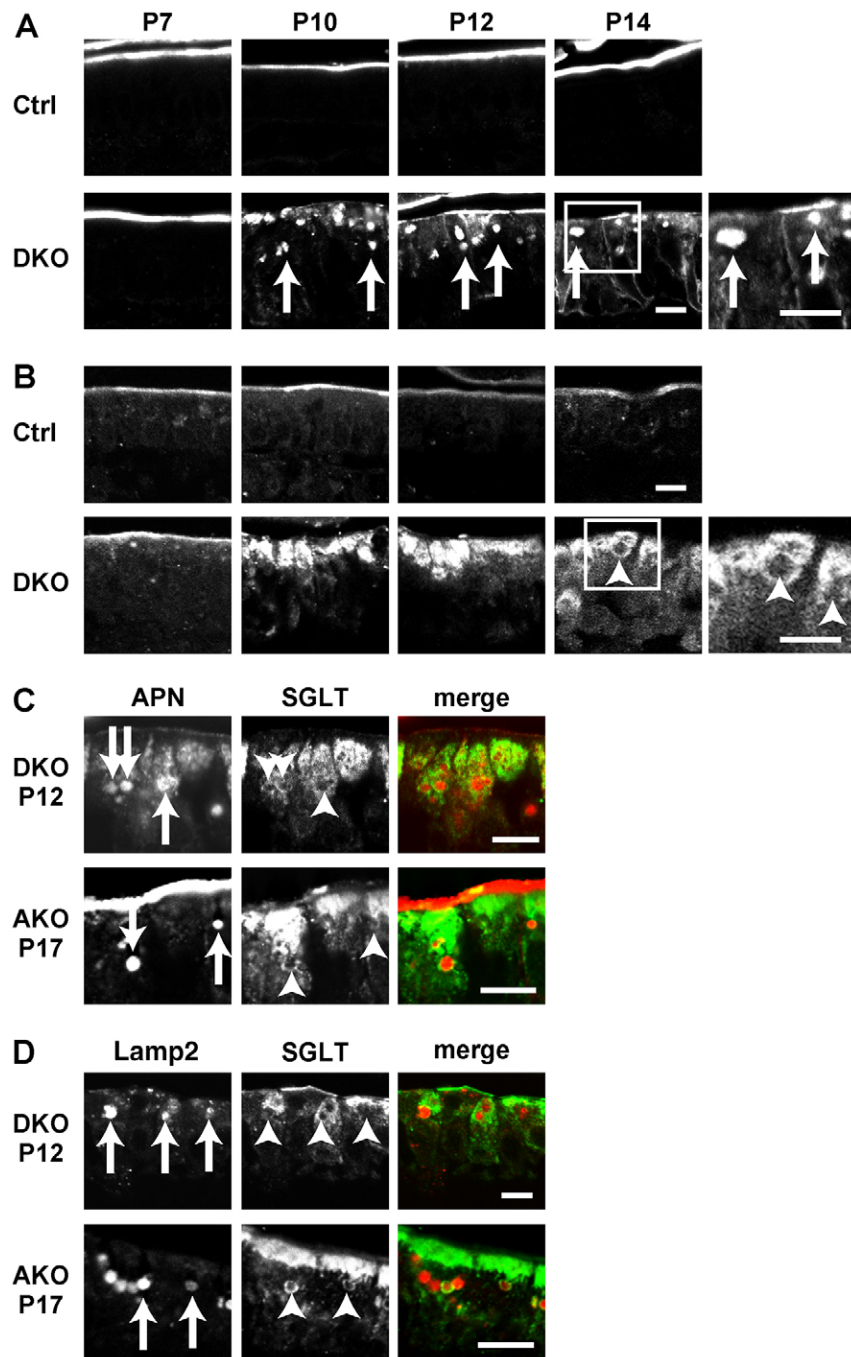 A
P7 P10 P12 P14
Ctrl
DKO
B
Ctrl
DKO
C
APN SGLT merge
DKO
P12
AKO
P17
D
Lamp2 SGLT merge
DKO
P12
AKO
P17